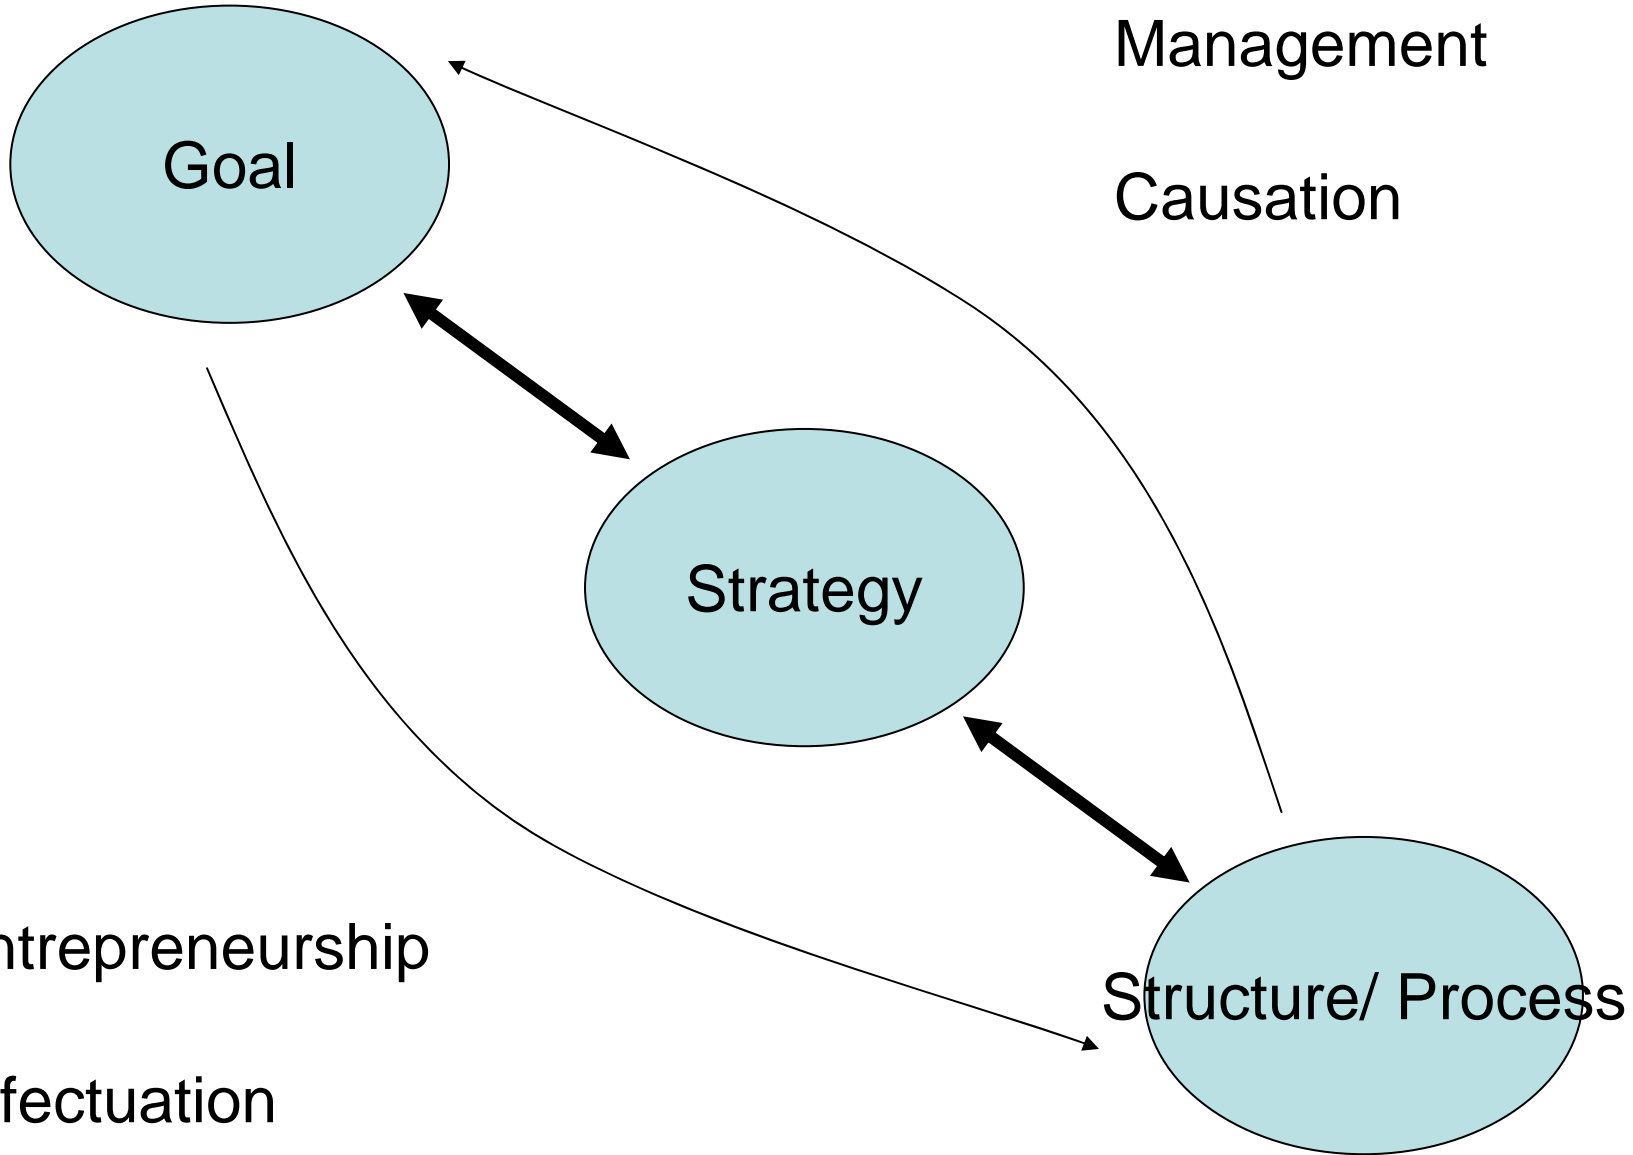 Management
Goal
Causation
Strategy
ntrepreneurship
Structure/ Process
fectuation